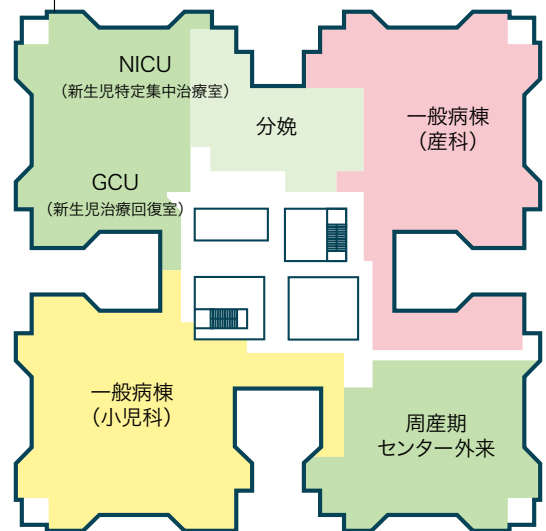 NICU
（新生児特定集中治療室）
GCU
（新生児治療回復室）
分娩
一般病棟
（産科）
一般病棟
（小児科）
周産期
センター外来